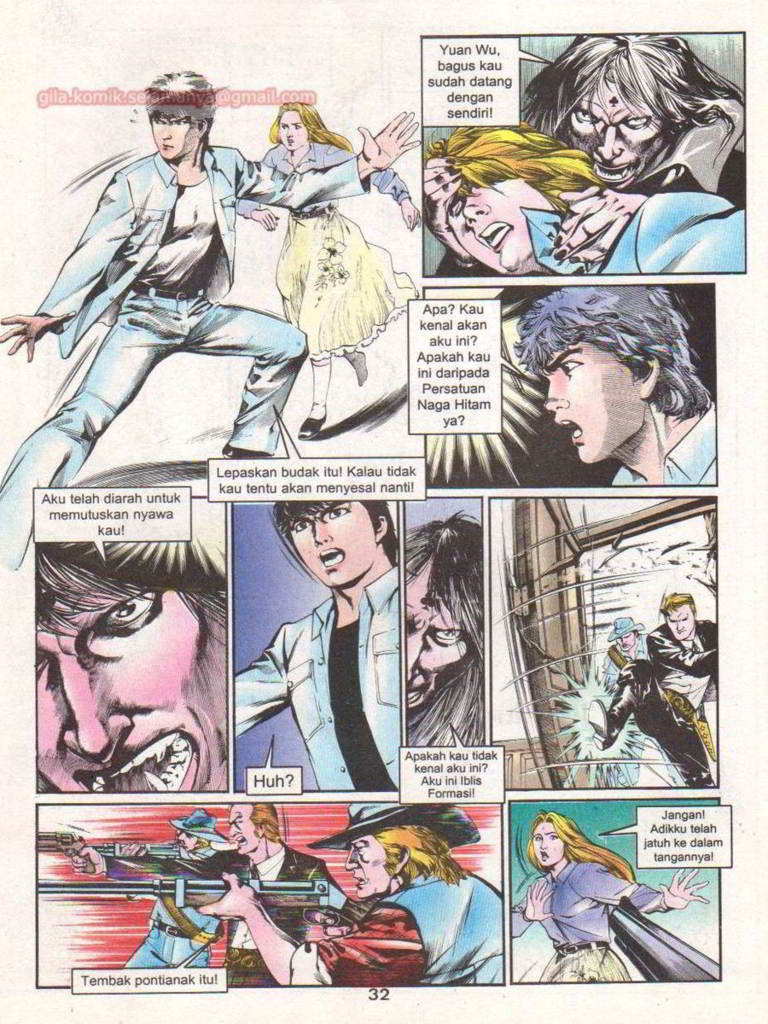 gila.komik.selamanya@gmail.com
Yuan Wu,
bagus kau
sudah datang
dengan
sendiri!
Lepaskan budak itu! Kalau tidak
kau tentu akan menyesal nanti!
Apa? Kau
kenal akan
aku ini?
Apakah kau
ini daripada
Persatuan
Naga Hitam
ya?
Aku telah diarah untuk
memutuskan nyawa
kau!
Huh?
Apakah kau tidak
kenal aku ini?
Aku ini Iblis
Formasi!
Tembak pontianak itu!
Jangan!
Adikku telah
jatuh ke dalam
tangannya!
32